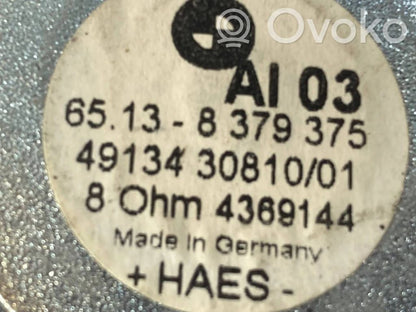 Ovoko
AI 03
65.13 - 8 379 375
49134 30810/01
8 Ohm 4369144
Made In Germany
+ HAES -